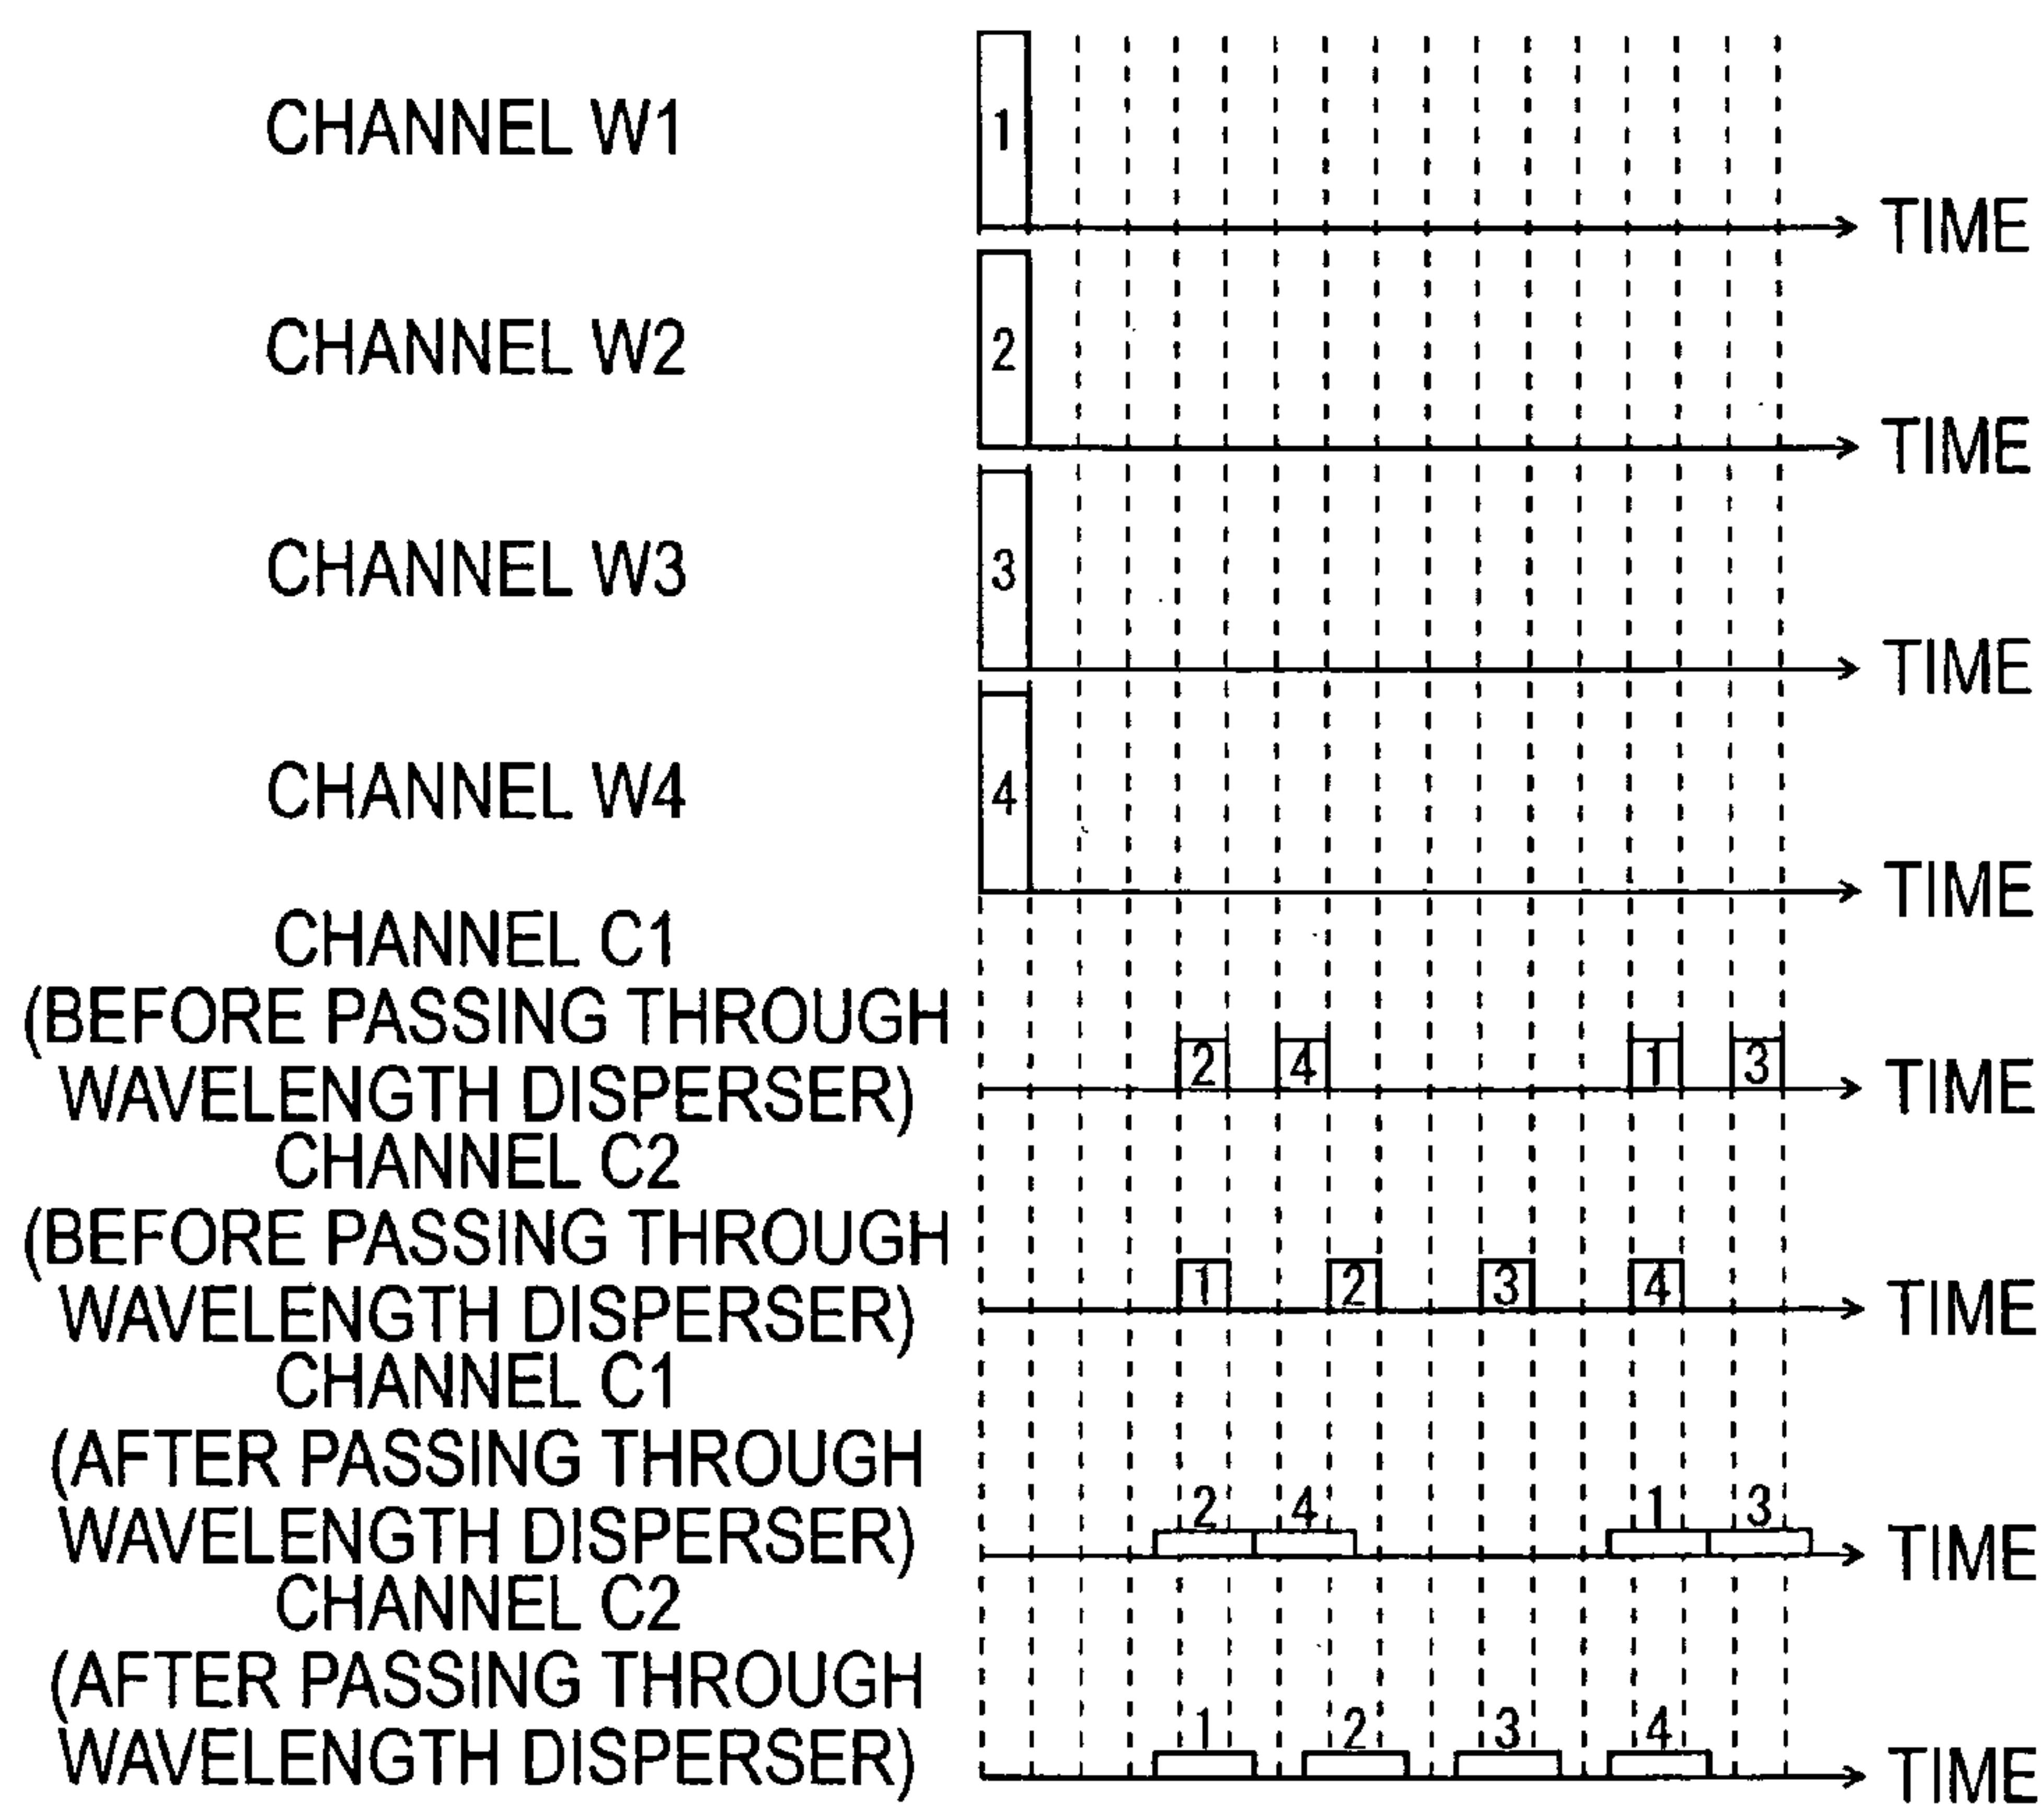 CHANNEL W1
1
TIME
CHANNEL W2
2
TIME
CHANNEL W3
3
TIME
CHANNEL W4
4
TIME
CHANNEL C1
(BEFORE PASSING THROUGH
WAVELENGTH DISPERSER)
2 4 1 3
TIME
CHANNEL C2
(BEFORE PASSING THROUGH
WAVELENGTH DISPERSER)
1 2 3 4
TIME
CHANNEL C1
(AFTER PASSING THROUGH
WAVELENGTH DISPERSER)
2 4 1 3
TIME
CHANNEL C2
(AFTER PASSING THROUGH
WAVELENGTH DISPERSER)
1 2 3 4
TIME